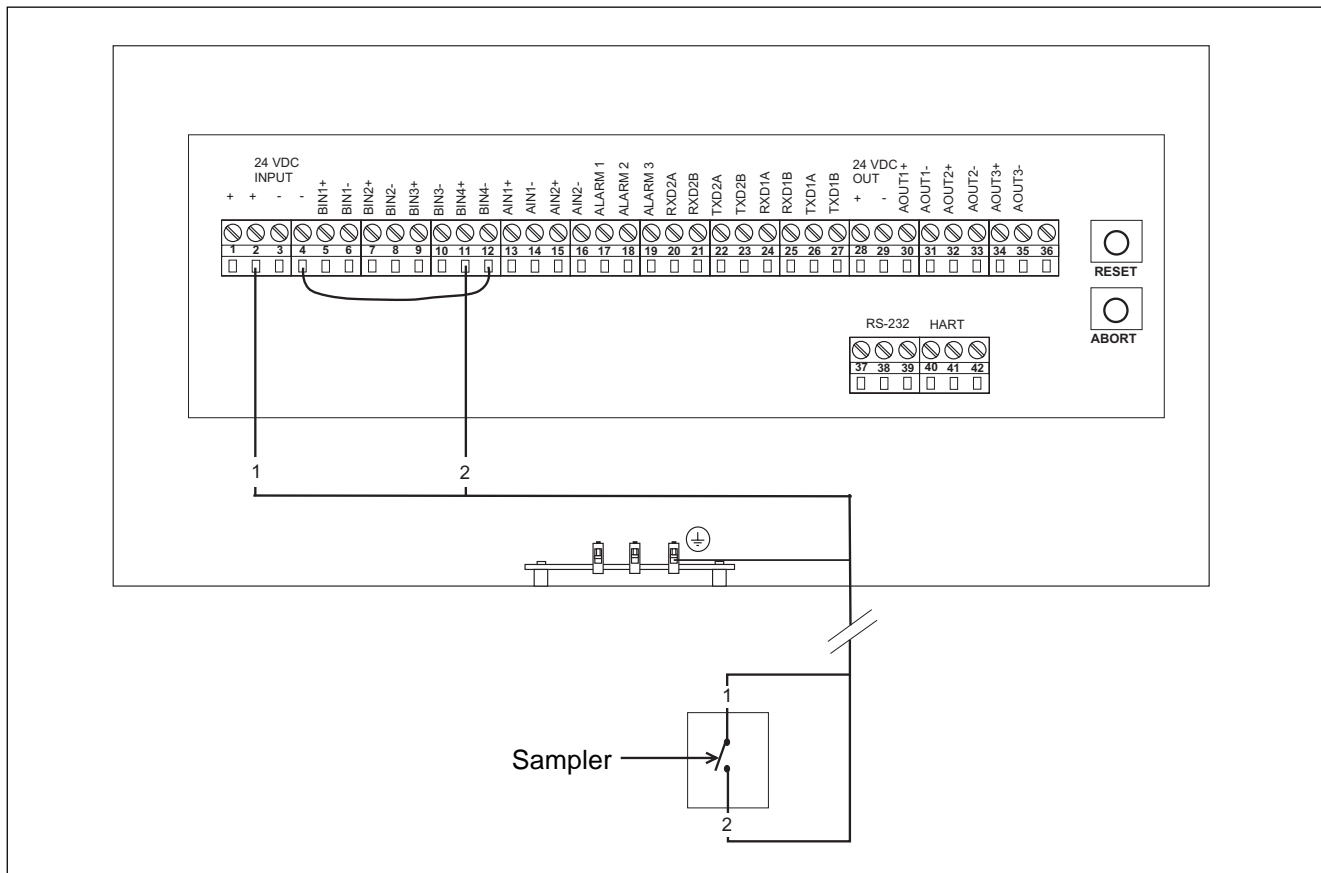 24 VDC
INPUT
+ + - - BIN1+ BIN1- BIN2+ BIN2- BIN3+ BIN3- BIN4+ BIN4- AIN1+ AIN1- AIN2+ AIN2- ALARM 1 ALARM 2 ALARM 3 RXD2A RXD2B TXD2A TXD2B RXD1A RXD1B TXD1A TXD1B
24 VDC
OUT
+ - AOUT1+ AOUT1- AOUT2+ AOUT2- AOUT3+ AOUT3-
1 2 3 4 5 6 7 8 9 10 11 12 13 14 15 16 17 18 19 20 21 22 23 24 25 26 27 28 29 30 31 32 33 34 35 36
RESET
ABORT
RS-232 HART
37 38 39 40 41 42
1 2
1
Sampler
2